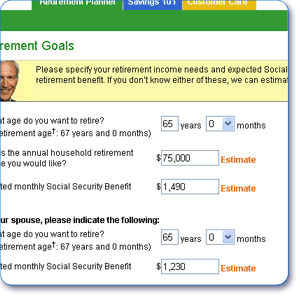 Retirement Planner Savings 101 Customer Care
rement Goals
Please specify your retirement income needs and expected Social
retirement benefit. If you don't know either of these, we can estimat
at age do you want to retire? 65 years 0 months
etirement age†: 67 years and 0 months)
is the annual household retirement
e you would like? $ 75,000 Estimate
ted monthly Social Security Benefit $ 1,490 Estimate
ur spouse, please indicate the following:
at age do you want to retire? 65 years 0 months
etirement age†: 67 years and 0 months)
ted monthly Social Security Benefit $ 1,230 Estimate